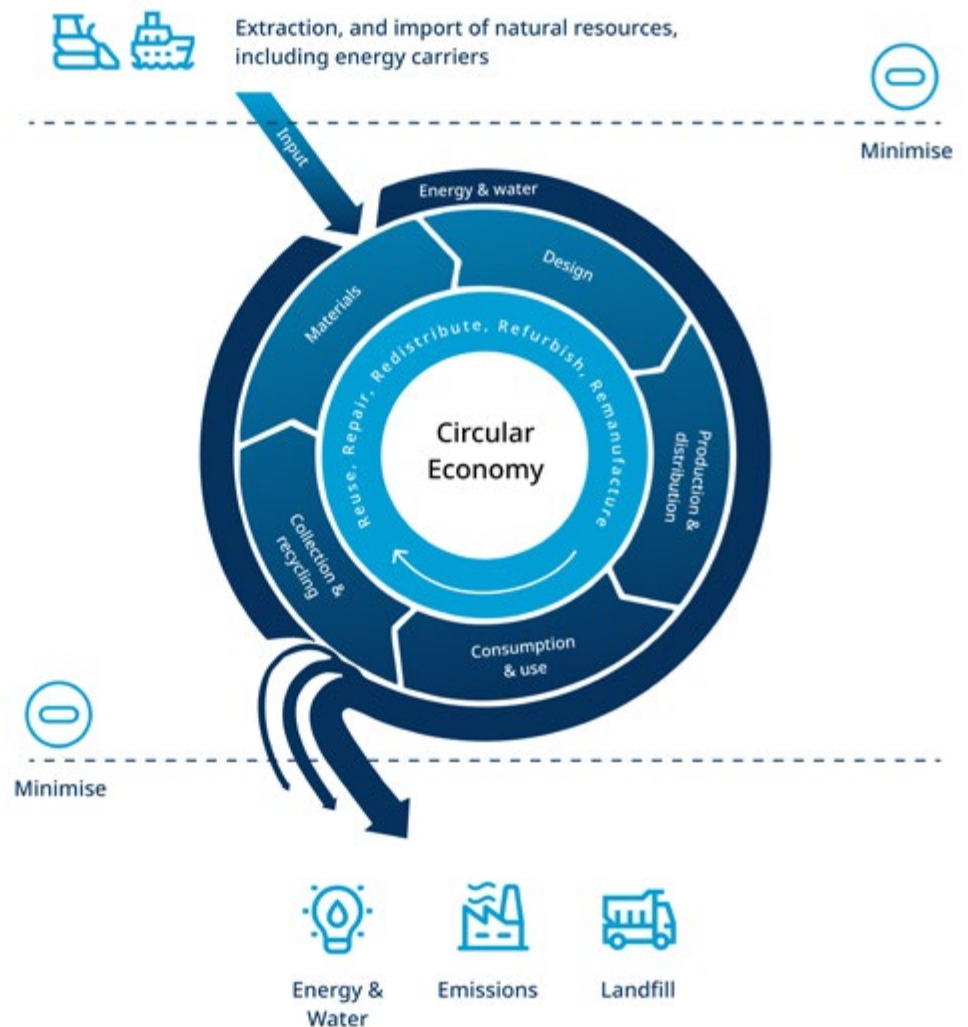 Extraction, and import of natural resources,
including energy carriers
Minimise
Input
Energy & water
Materials
Design
Production &
distribution
Consumption
& use
Collection &
recycling
Reuse, Repair, Redistribute, Refurbish, Remanufacture
Circular
Economy
Minimise
Energy &
Water
Emissions
Landfill